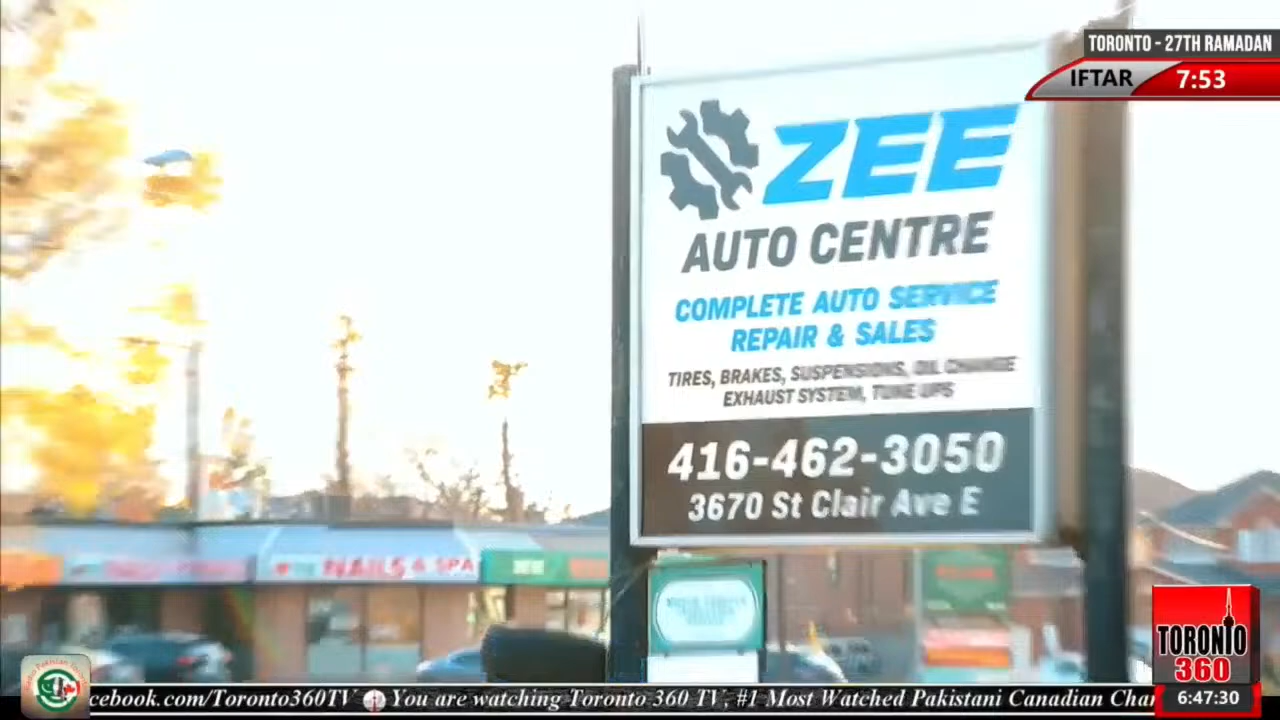 TORONTO - 27TH RAMADAN
IFTAR 7:53
ZEE
AUTO CENTRE
COMPLETE AUTO SERVICE
REPAIR & SALES
TIRES, BRAKES, SUSPENSIONS, OIL CHANGE
EXHAUST SYSTEM, TUNE UPS
416-462-3050
3670 St Clair Ave E
NAILS & SPA
TORONTO
360
6:47:30
cebook.com/Toronto360TV You are watching Toronto 360 TV, #1 Most Watched Pakistani Canadian Cha